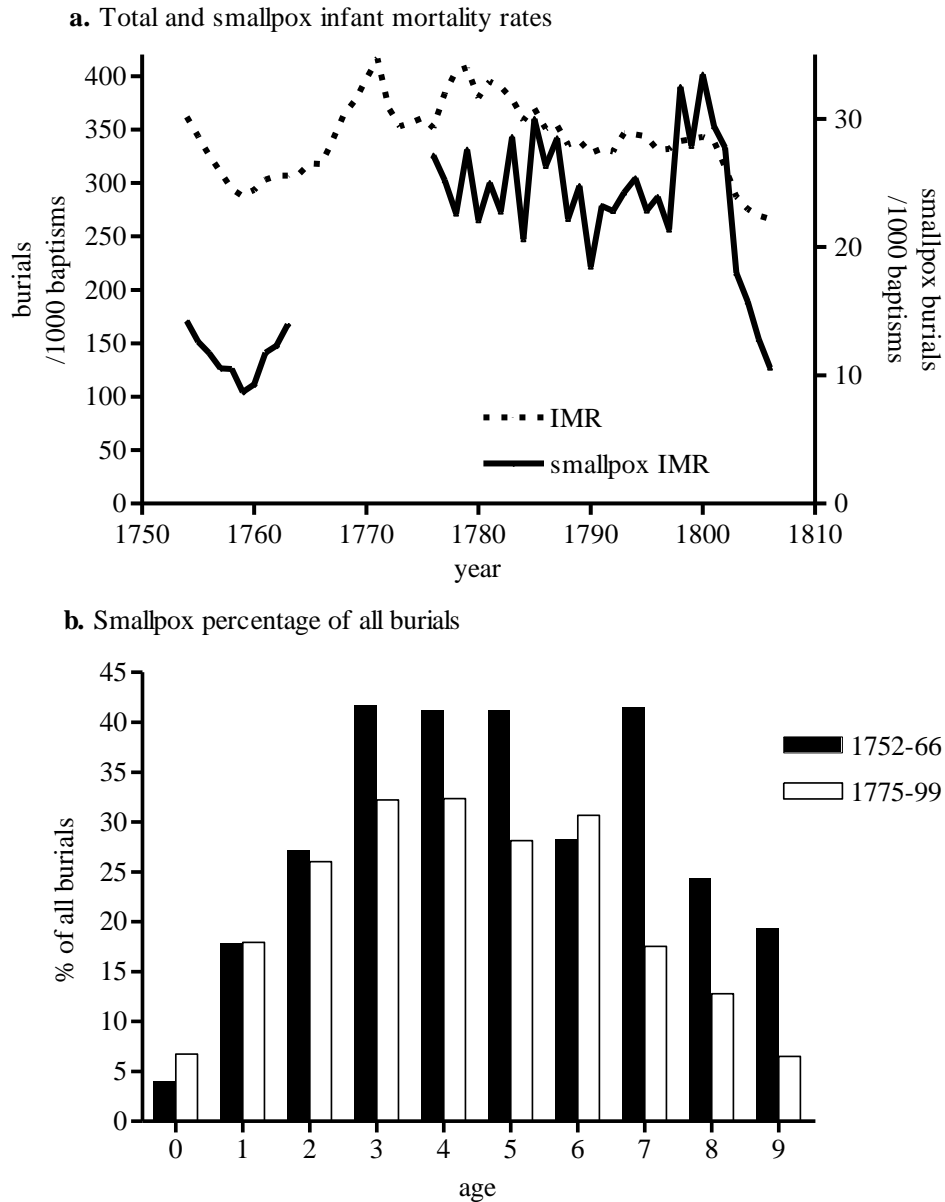 a. Total and smallpox infant mortality rates
400
350
300
250
200
150
100
50
0
burials
/1000 baptisms
30
20
10
0
smallpox burials
/1000 baptisms
IMR
smallpox IMR
1750 1760 1770 1780 1790 1800 1810
year
b. Smallpox percentage of all burials
45
40
35
30
25
20
15
10
5
0
% of all burials
1752-66
1775-99
0 1 2 3 4 5 6 7 8 9
age